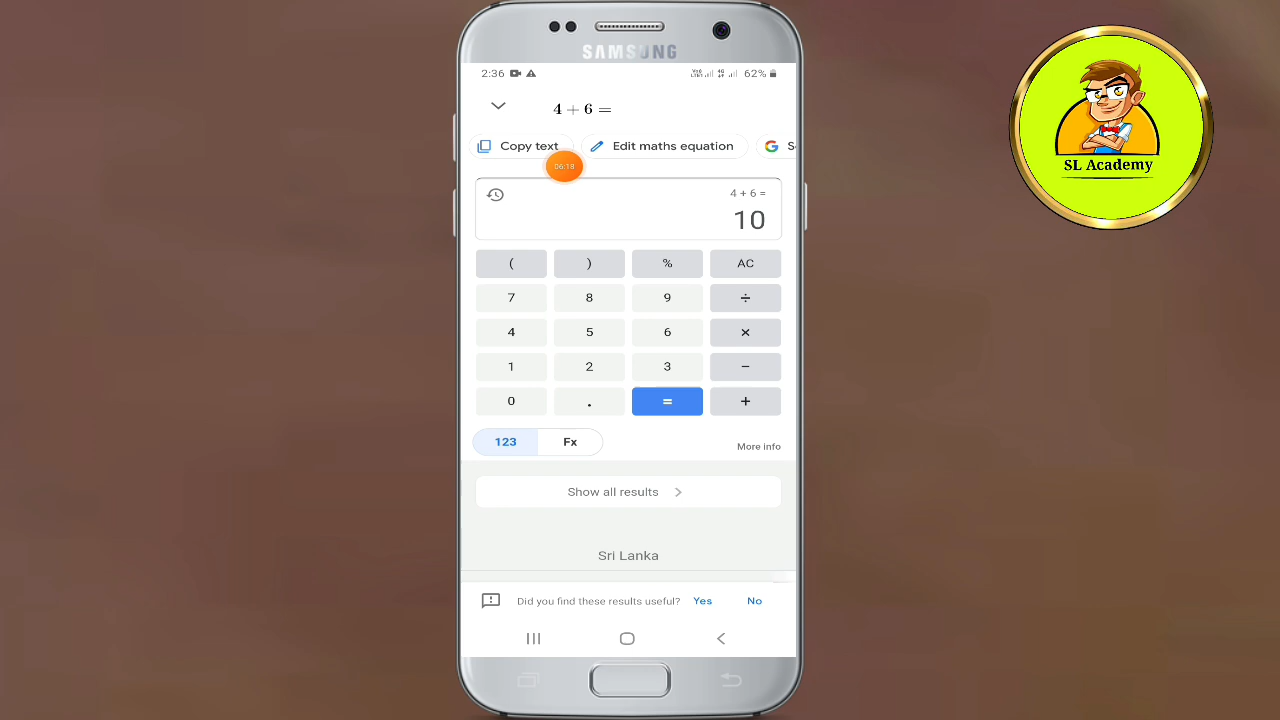 SAMSUNG
2:36 62%
4 + 6 =
Copy text Edit maths equation S
06:18
4 + 6 =
10
( ) % AC
7 8 9 ÷
4 5 6 ×
1 2 3 −
0 . = +
123 Fx
More info
Show all results
Sri Lanka
Did you find these results useful? Yes No
SL Academy